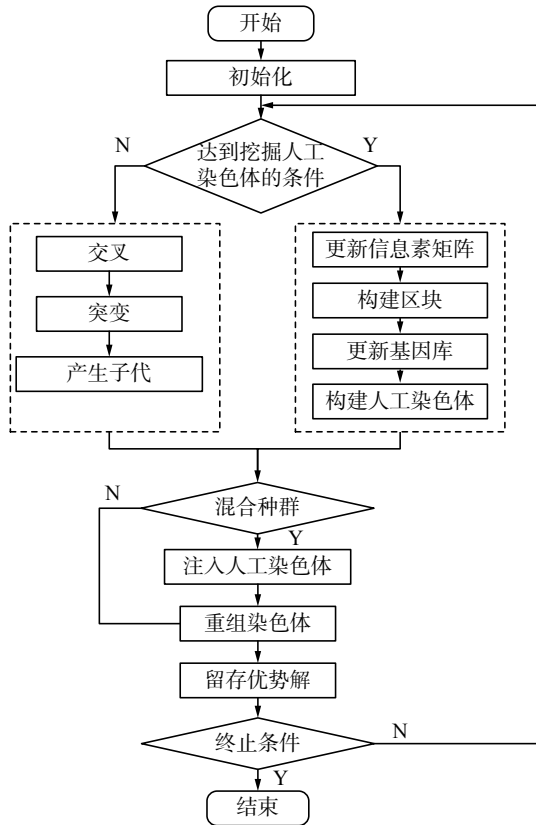 开始
初始化
N
达到挖掘人工
染色体的条件
Y
交叉
突变
产生子代
更新信息素矩阵
构建区块
更新基因库
构建人工染色体
N
混合种群
Y
注入人工染色体
重组染色体
留存优势解
终止条件
N
Y
结束